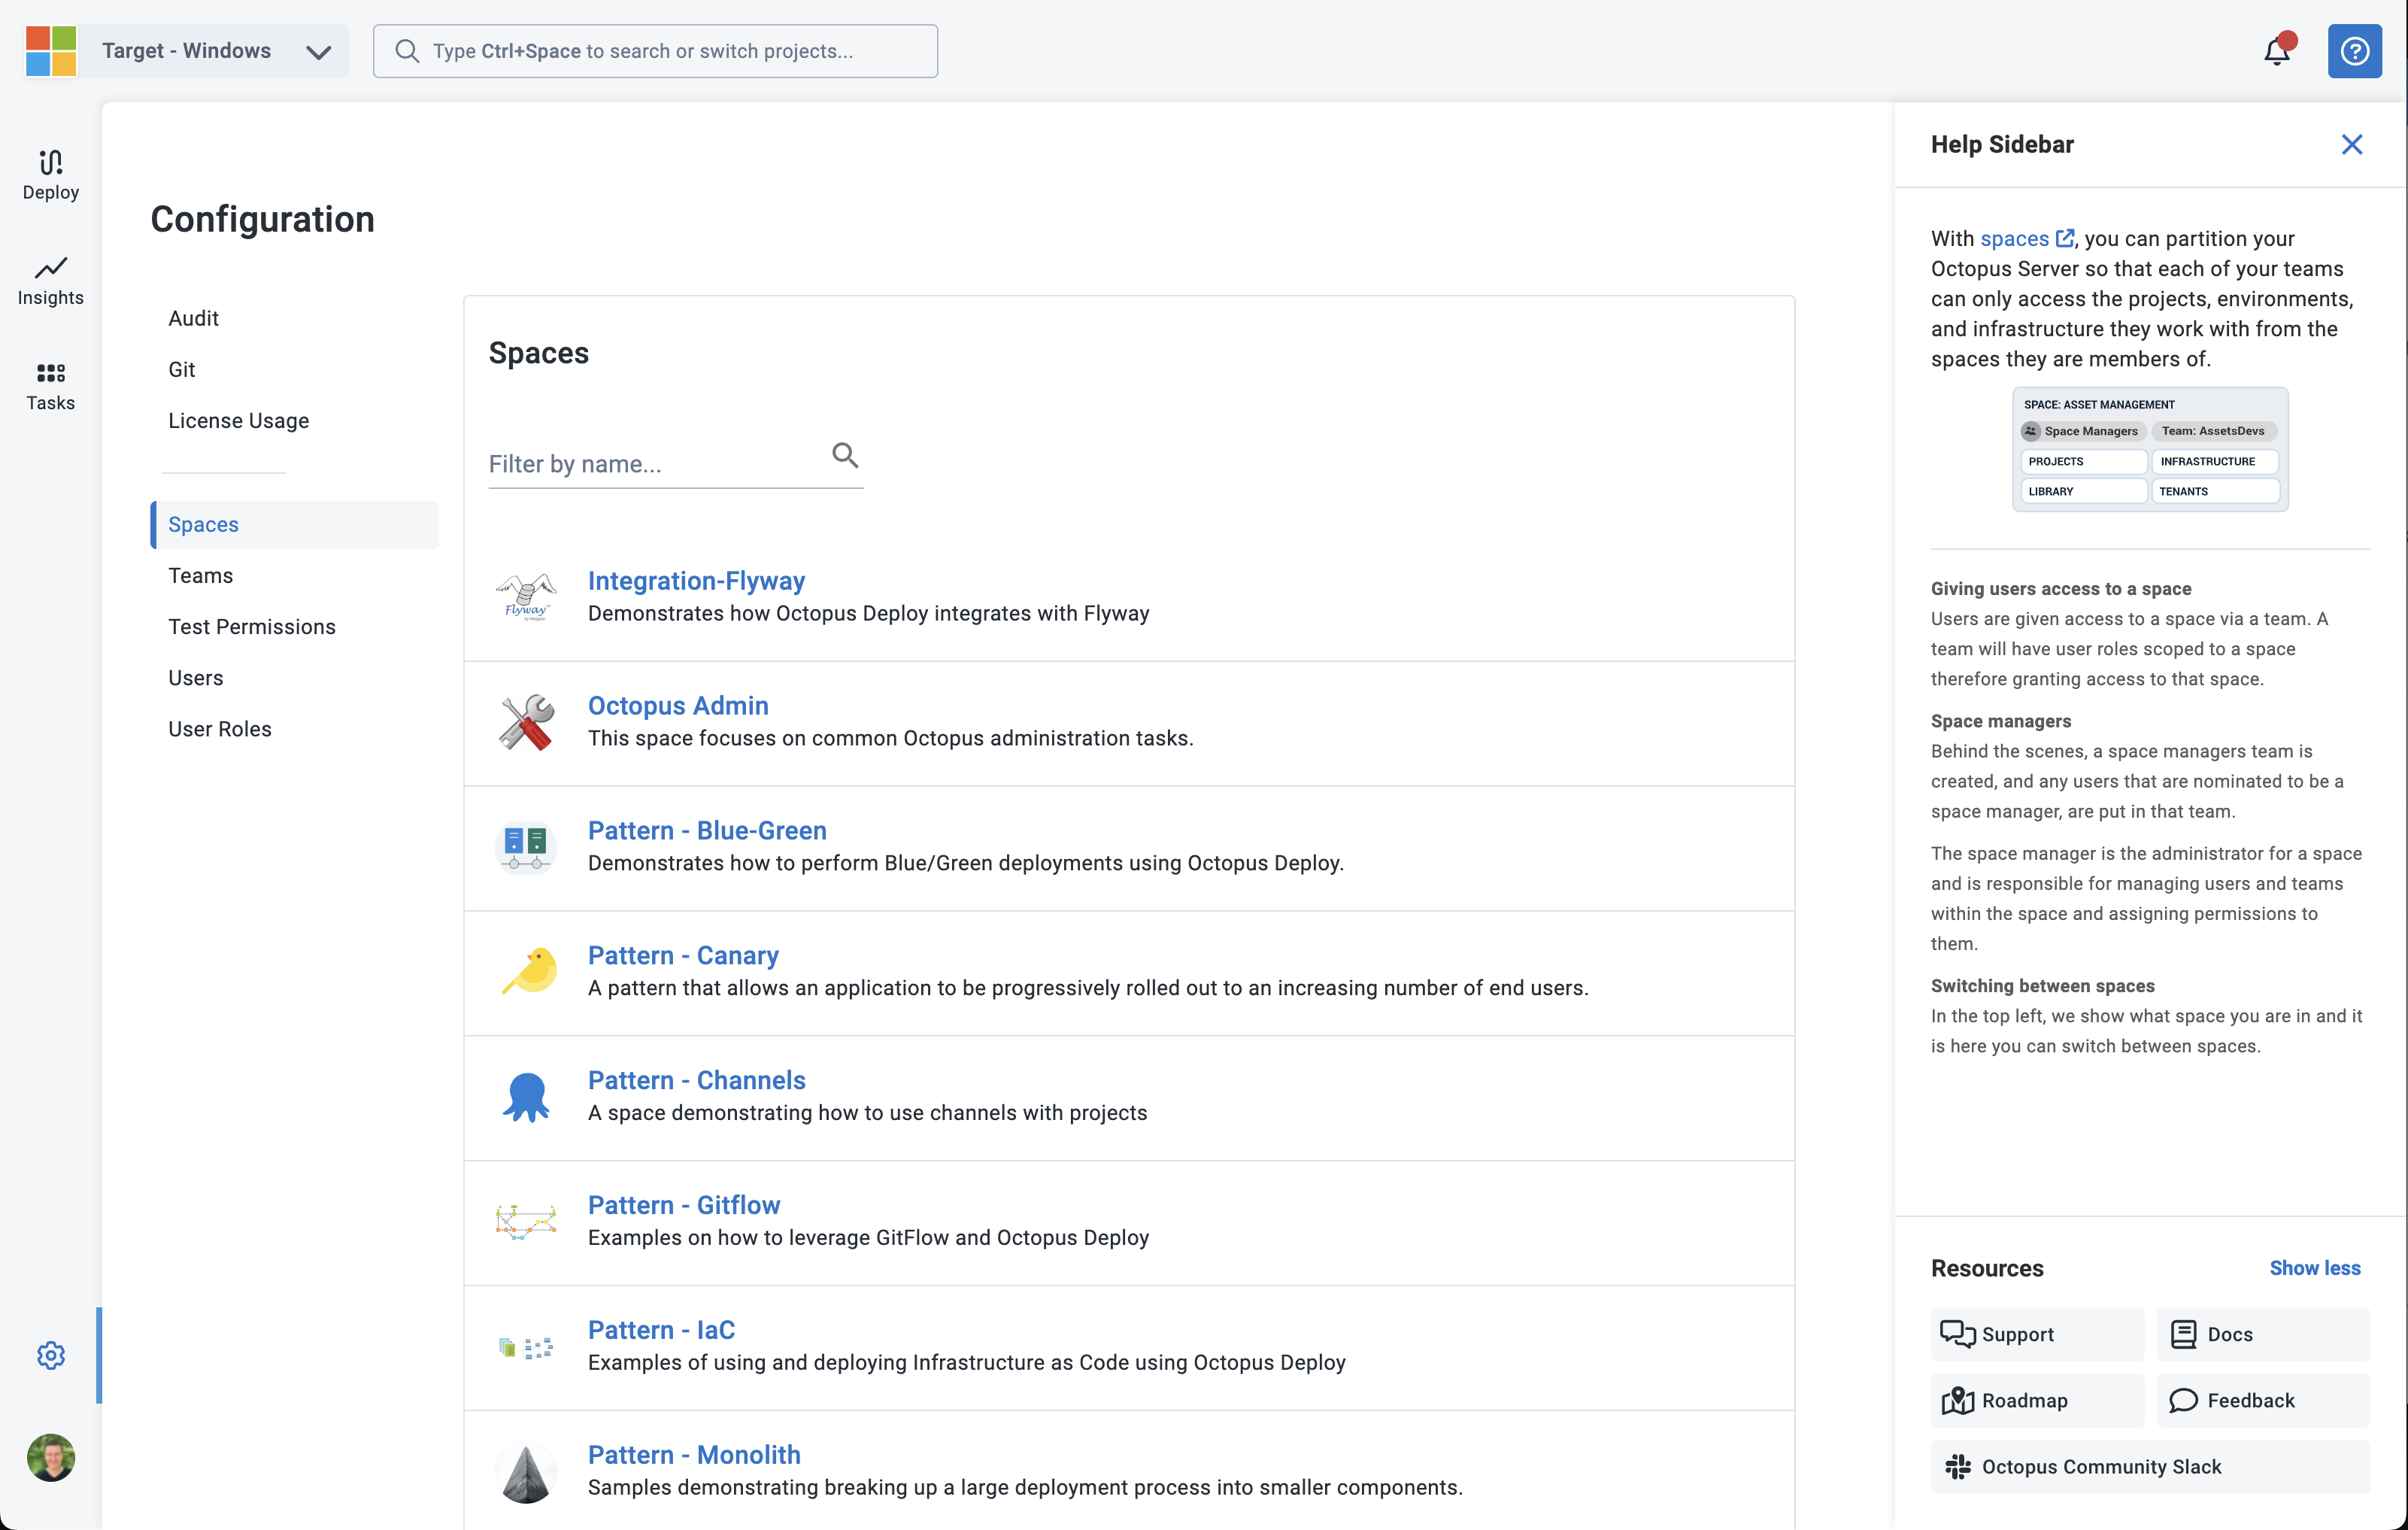 Target - Windows
Type Ctrl+Space to search or switch projects...
Deploy
Insights
Tasks
Configuration
Audit
Git
License Usage
Spaces
Teams
Test Permissions
Users
User Roles
Spaces
Filter by name...
Flyway
Integration-Flyway
Demonstrates how Octopus Deploy integrates with Flyway
Octopus Admin
This space focuses on common Octopus administration tasks.
Pattern - Blue-Green
Demonstrates how to perform Blue/Green deployments using Octopus Deploy.
Pattern - Canary
A pattern that allows an application to be progressively rolled out to an increasing number of end users.
Pattern - Channels
A space demonstrating how to use channels with projects
Pattern - Gitflow
Examples on how to leverage GitFlow and Octopus Deploy
Pattern - IaC
Examples of using and deploying Infrastructure as Code using Octopus Deploy
Pattern - Monolith
Samples demonstrating breaking up a large deployment process into smaller components.
Help Sidebar
With spaces, you can partition your
Octopus Server so that each of your teams
can only access the projects, environments,
and infrastructure they work with from the
spaces they are members of.
SPACE: ASSET MANAGEMENT
Space Managers Team: AssetsDevs
PROJECTS INFRASTRUCTURE
LIBRARY TENANTS
Giving users access to a space
Users are given access to a space via a team. A
team will have user roles scoped to a space
therefore granting access to that space.
Space managers
Behind the scenes, a space managers team is
created, and any users that are nominated to be a
space manager, are put in that team.
The space manager is the administrator for a space
and is responsible for managing users and teams
within the space and assigning permissions to
them.
Switching between spaces
In the top left, we show what space you are in and it
is here you can switch between spaces.
Resources Show less
Support Docs
Roadmap Feedback
Octopus Community Slack